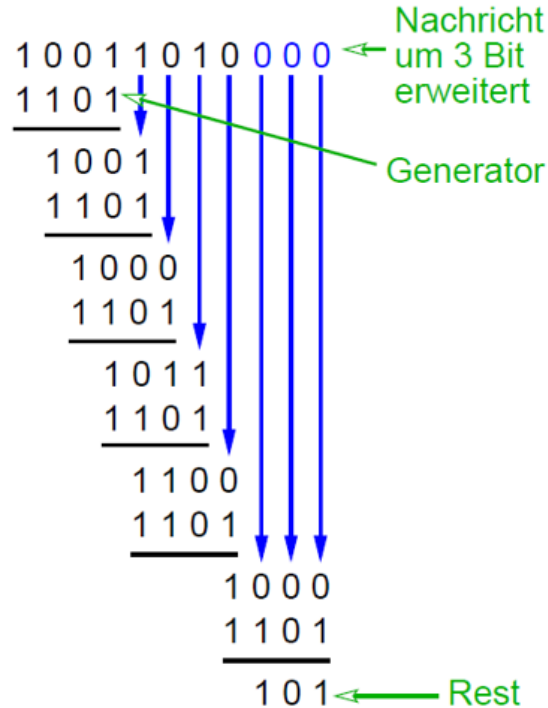 Nachricht
1 0 0 1 1 0 1 0 0 0 0 um 3 Bit
erweitert
1 1 0 1
Generator
1 0 0 1
1 1 0 1
1 0 0 0
1 1 0 1
1 0 1 1
1 1 0 1
1 1 0 0
1 1 0 1
1 0 0 0
1 1 0 1
1 0 1 Rest